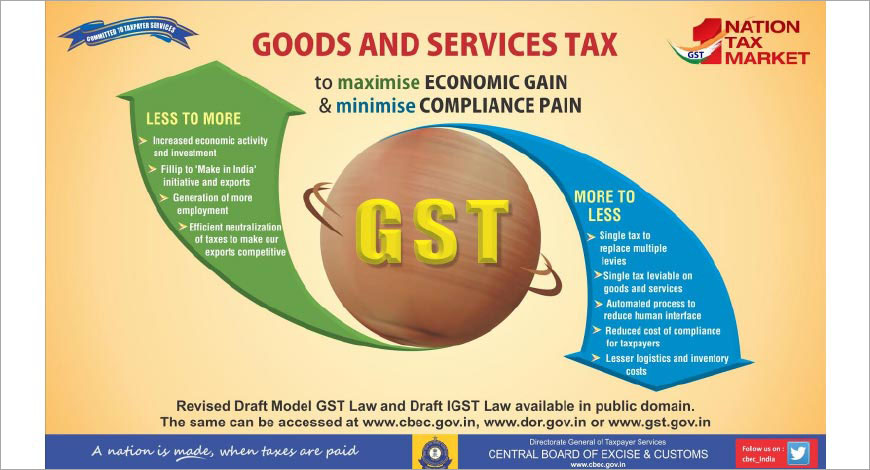 COMMITTED TO TAXPAYER SERVICES
GOODS AND SERVICES TAX
to maximise ECONOMIC GAIN
& minimise COMPLIANCE PAIN
1
GST
NATION
TAX
MARKET
LESS TO MORE
Increased economic activity
and investment
Fillip to 'Make in India'
initiative and exports
Generation of more
employment
Efficient neutralization
of taxes to make our
exports competitive
GST
MORE TO
LESS
Single tax to
replace multiple
levies
Single tax leviable on
goods and services
Automated process to
reduce human interface
Reduced cost of compliance
for taxpayers
Lesser logistics and inventory
costs
Revised Draft Model GST Law and Draft IGST Law available in public domain.
The same can be accessed at www.cbec.gov.in, www.dor.gov.in or www.gst.gov.in
A nation is made, when taxes are paid
Directorate General of Taxpayer Services
CENTRAL BOARD OF EXCISE & CUSTOMS
www.cbec.gov.in
Follow us on :
cbec_india